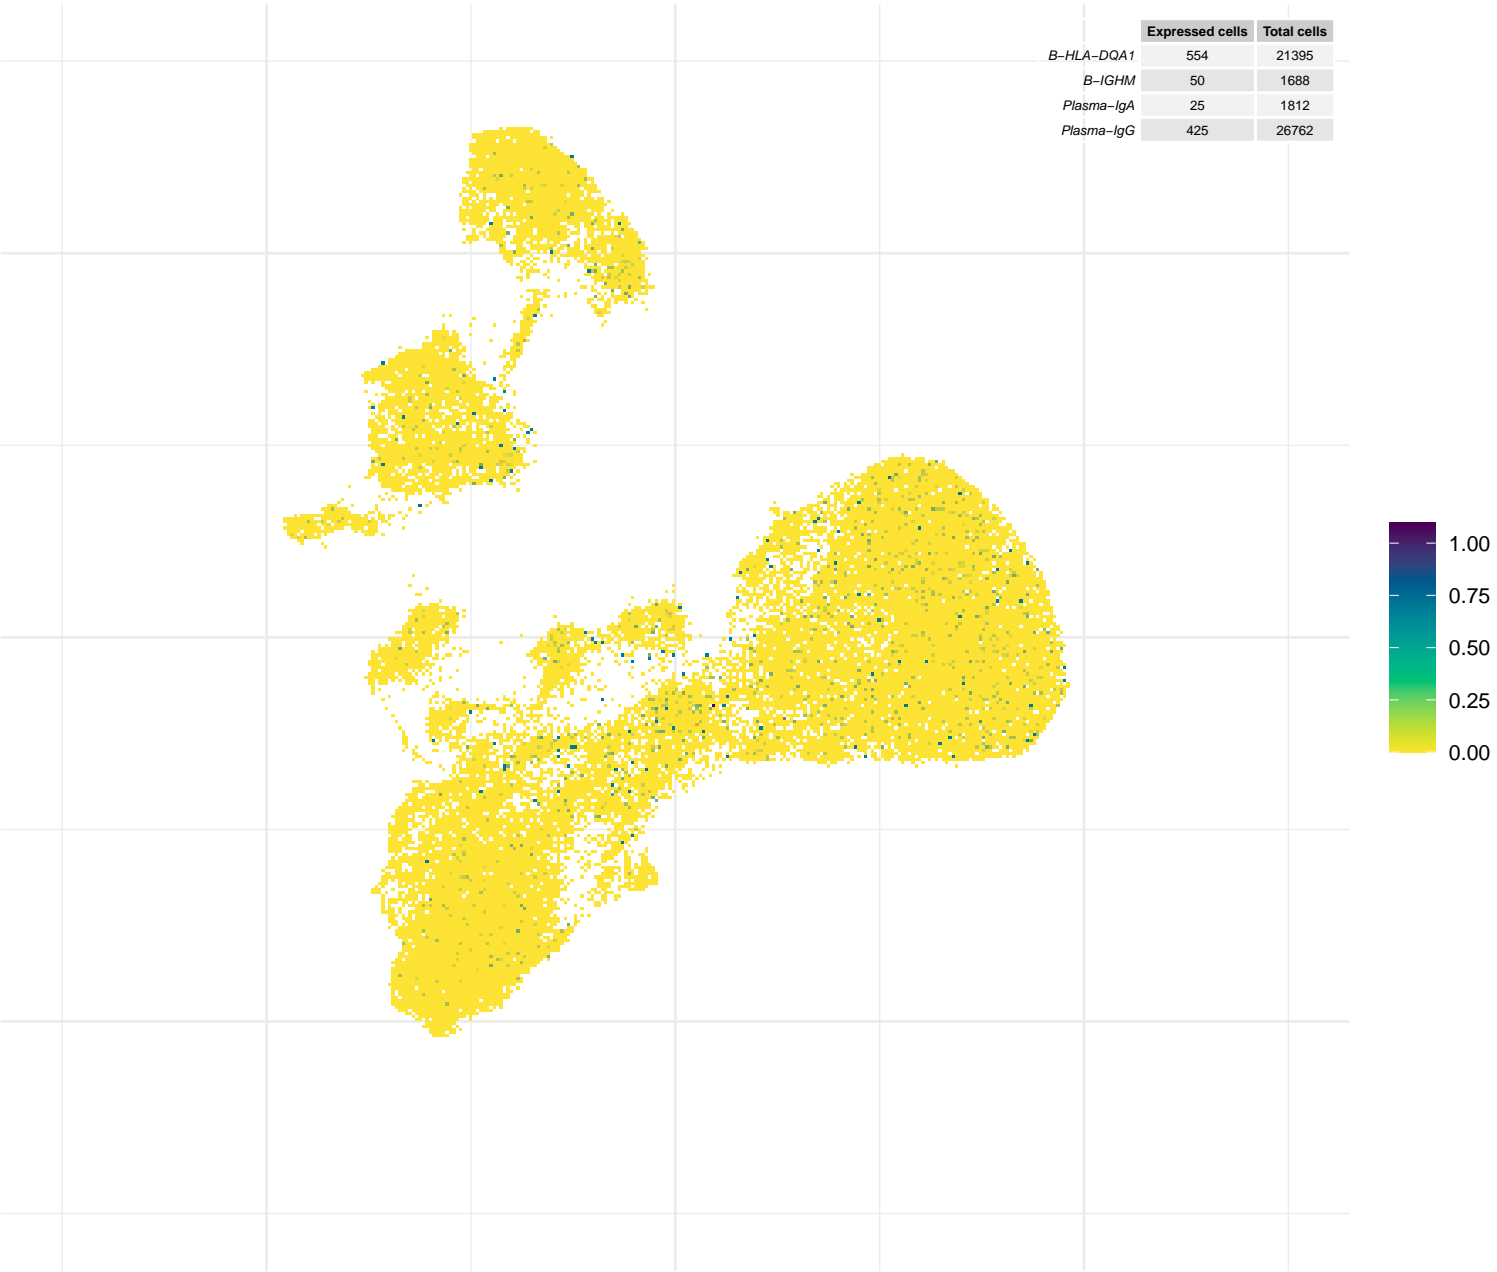 Expressed cells Total cells
B−HLA−DQA1 554 21395
B−IGHM 50 1688
Plasma−IgA 25 1812
Plasma−IgG 425 26762
1.00
0.75
0.50
0.25
0.00